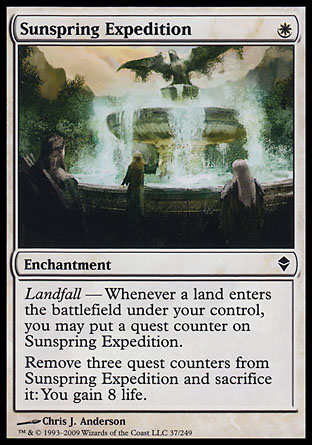 Sunspring Expedition
Enchantment
Landfall — Whenever a land enters
the battlefield under your control,
you may put a quest counter on
Sunspring Expedition.
Remove three quest counters from
Sunspring Expedition and sacrifice
it: You gain 8 life.
Chris J. Anderson
™ & © 1993–2009 Wizards of the Coast LLC 37/249